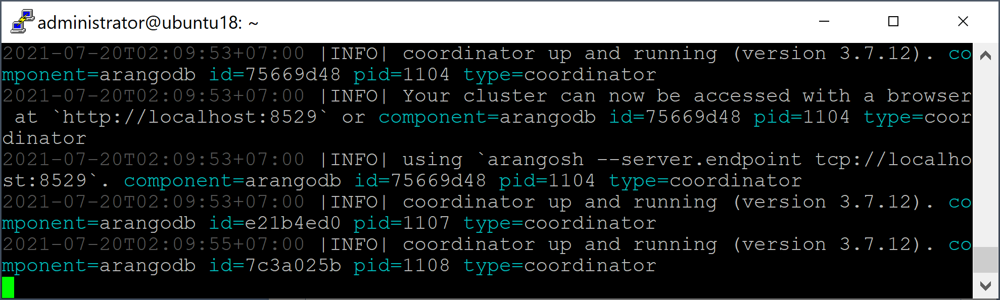 administrator@ubuntu18: ~
2021-07-20T02:09:53+07:00 |INFO| coordinator up and running (version 3.7.12). co
mponent=arangodb id=75669d48 pid=1104 type=coordinator
2021-07-20T02:09:53+07:00 |INFO| Your cluster can now be accessed with a browser
 at `http://localhost:8529` or component=arangodb id=75669d48 pid=1104 type=coor
dinator
2021-07-20T02:09:53+07:00 |INFO| using `arangosh --server.endpoint tcp://localho
st:8529`. component=arangodb id=75669d48 pid=1104 type=coordinator
2021-07-20T02:09:53+07:00 |INFO| coordinator up and running (version 3.7.12). co
mponent=arangodb id=e21b4ed0 pid=1107 type=coordinator
2021-07-20T02:09:55+07:00 |INFO| coordinator up and running (version 3.7.12). co
mponent=arangodb id=7c3a025b pid=1108 type=coordinator